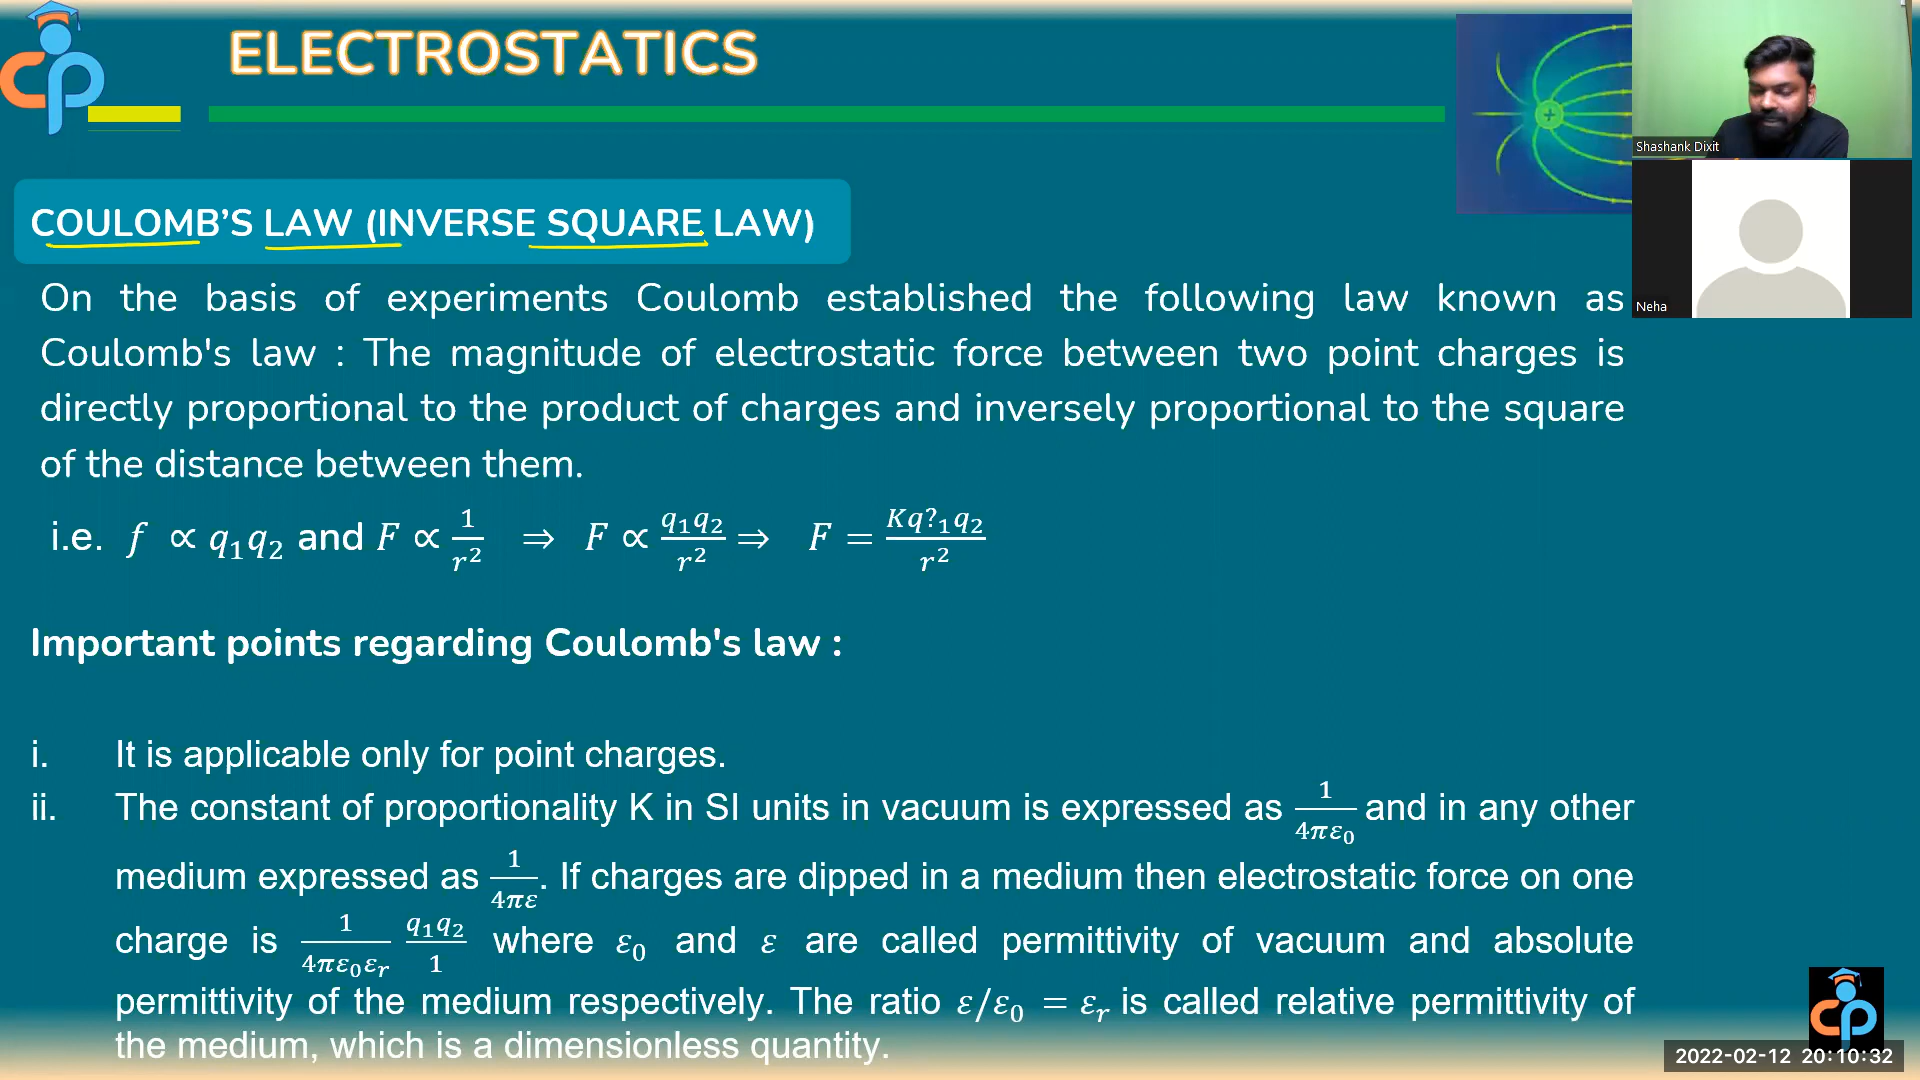 ELECTROSTATICS
Shashank Dixit
COULOMB’S LAW (INVERSE SQUARE LAW)
Neha
On the basis of experiments Coulomb established the following law known as
Coulomb's law : The magnitude of electrostatic force between two point charges is
directly proportional to the product of charges and inversely proportional to the square
of the distance between them.
i.e. f ∝ q₁q₂ and F ∝ 1/r² ⇒ F ∝ q₁q₂/r² ⇒ F = Kq?₁q₂/r²
Important points regarding Coulomb's law :
i. It is applicable only for point charges.
ii. The constant of proportionality K in SI units in vacuum is expressed as 1/4πε₀ and in any other
medium expressed as 1/4πε. If charges are dipped in a medium then electrostatic force on one
charge is 1/4πε₀εᵣ q₁q₂/1 where ε₀ and ε are called permittivity of vacuum and absolute
permittivity of the medium respectively. The ratio ε/ε₀ = εᵣ is called relative permittivity of
the medium, which is a dimensionless quantity.
2022-02-12 20:10:32